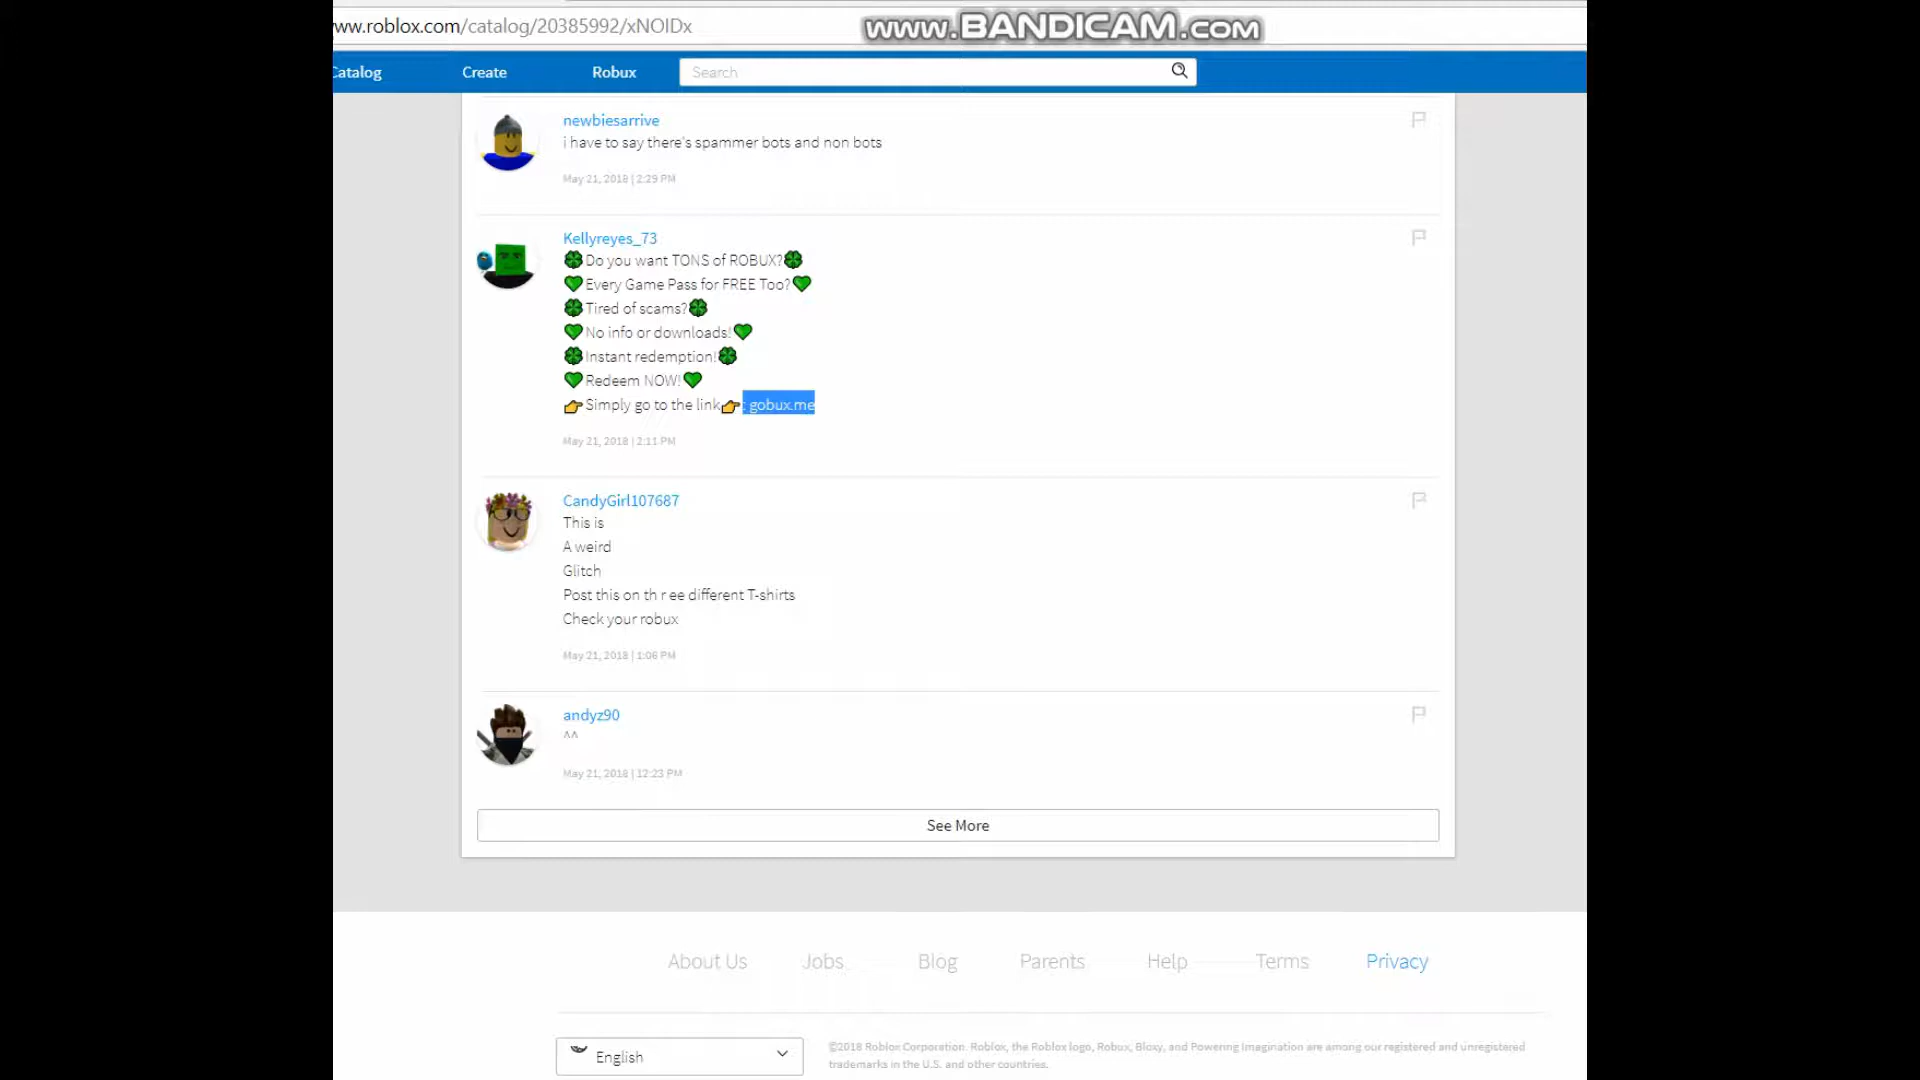 www.roblox.com/catalog/20385992/xNOIDx
www.BANDICAM.com
Catalog
Create
Robux
Search
newbiesarrive
i have to say there's spammer bots and non bots
May 21, 2018 | 2:29 PM
Kellyreyes_73
🍀Do you want TONS of ROBUX?🍀
💚Every Game Pass for FREE Too?💚
🍀Tired of scams?🍀
💚No info or downloads!💚
🍀Instant redemption!🍀
💚Redeem NOW!💚
👉Simply go to the link👉: gobux.me
May 21, 2018 | 2:11 PM
CandyGirl107687
This is
A weird
Glitch
Post this on th r ee different T-shirts
Check your robux
May 21, 2018 | 1:06 PM
andyz90
^^
May 21, 2018 | 12:23 PM
See More
About Us
Jobs
Blog
Parents
Help
Terms
Privacy
English
©2018 Roblox Corporation. Roblox, the Roblox logo, Robux, Bloxy, and Powering Imagination are among our registered and unregistered
trademarks in the U.S. and other countries.